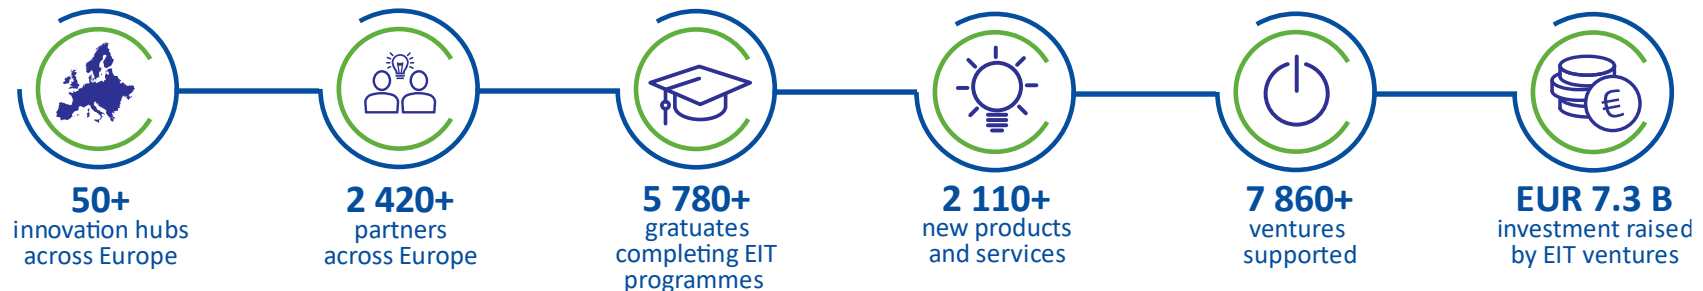 50+
innovation hubs
across Europe
2 420+
partners
across Europe
5 780+
gratuates
completing EIT
programmes
2 110+
new products
and services
7 860+
ventures
supported
€
EUR 7.3 B
investment raised
by EIT ventures